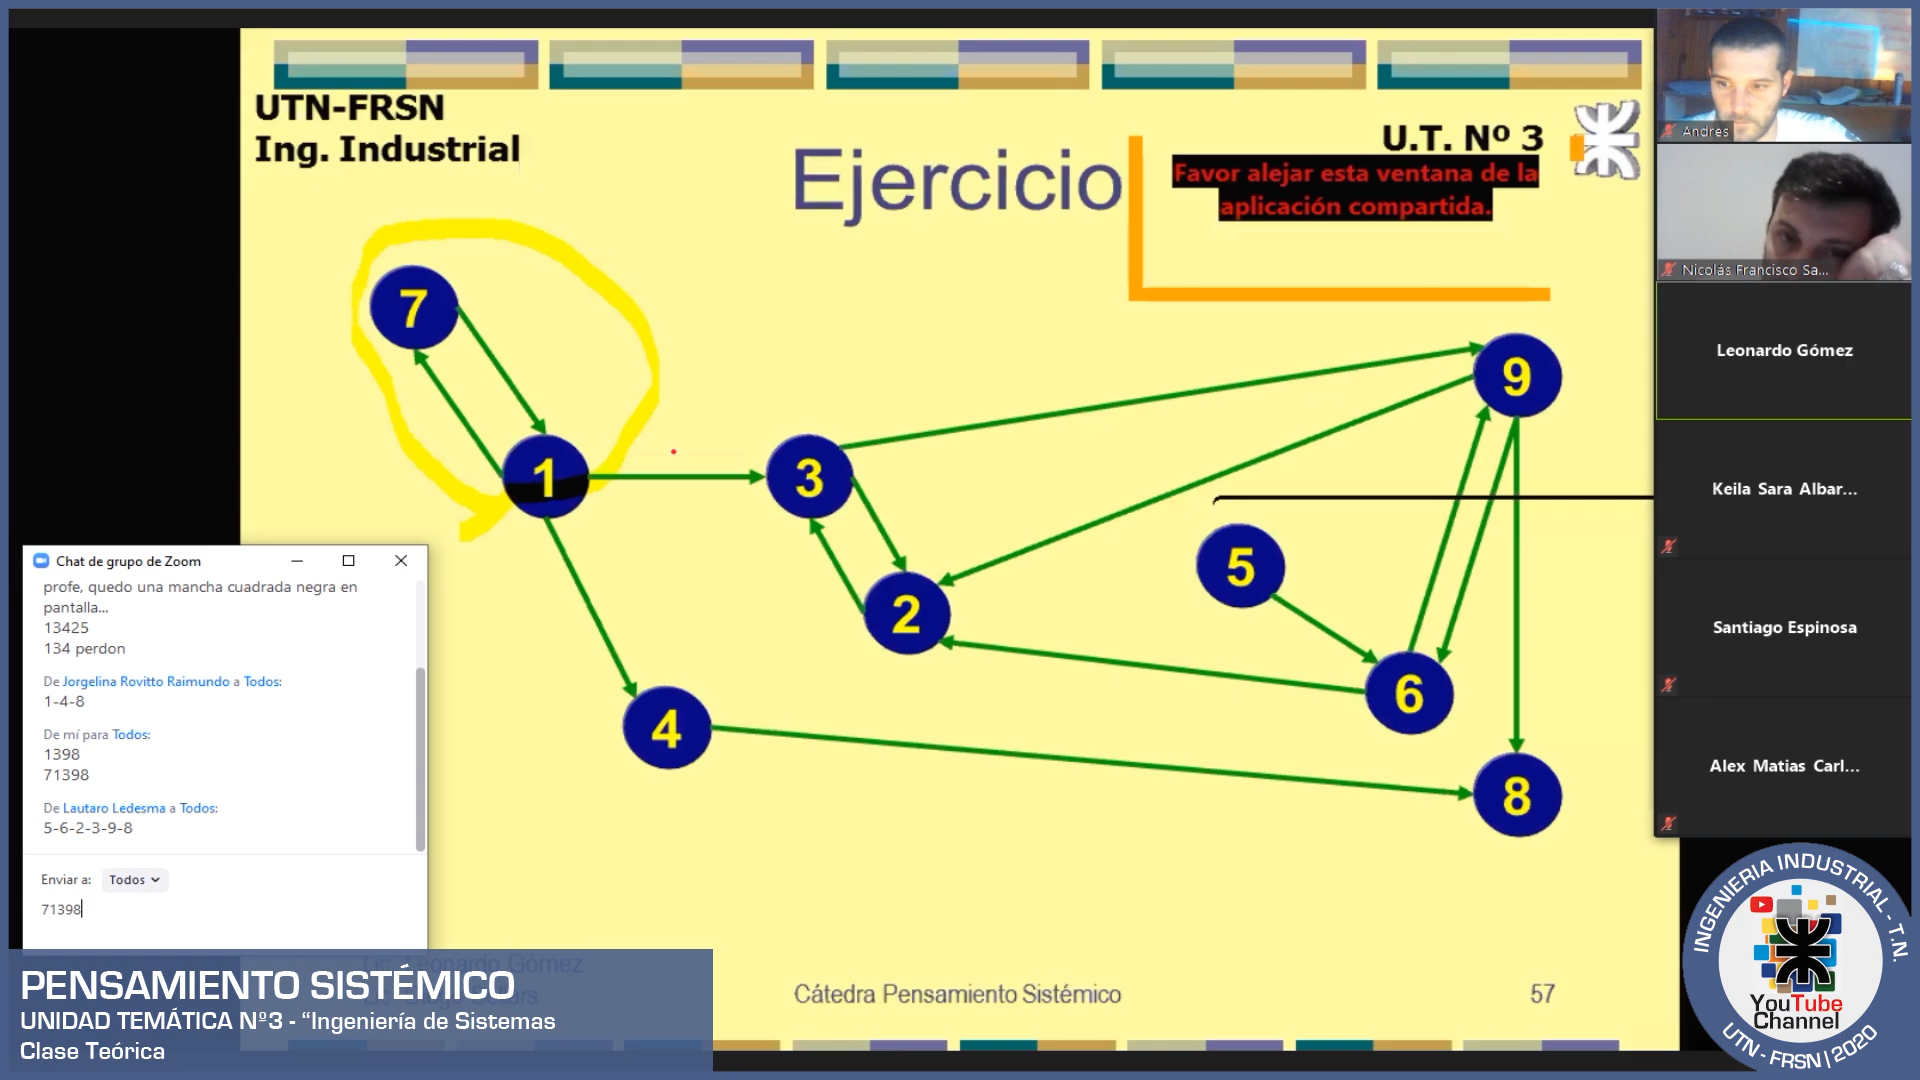 UTN-FRSN
Ing. Industrial
Ejercicio
U.T. Nº 3
Favor alejar esta ventana de la
aplicación compartida.
7
1
3
9
5
2
6
4
8
Andres
Nicolás Francisco Sa...
Leonardo Gómez
Keila Sara Albar...
Santiago Espinosa
Alex Matias Carl...
Chat de grupo de Zoom
profe, quedo una mancha cuadrada negra en
pantalla...
13425
134 perdon
De Jorgelina Rovitto Raimundo a Todos:
1-4-8
De mí para Todos:
1398
71398
De Lautaro Ledesma a Todos:
5-6-2-3-9-8
Enviar a: Todos
71398
Leonardo Gómez
Cátedra Pensamiento Sistémico
57
PENSAMIENTO SISTÉMICO
UNIDAD TEMÁTICA Nº3 - “Ingeniería de Sistemas
Clase Teórica
INGENIERIA INDUSTRIAL - T.N.
YouTube
Channel
UTN - FRSN | 2020